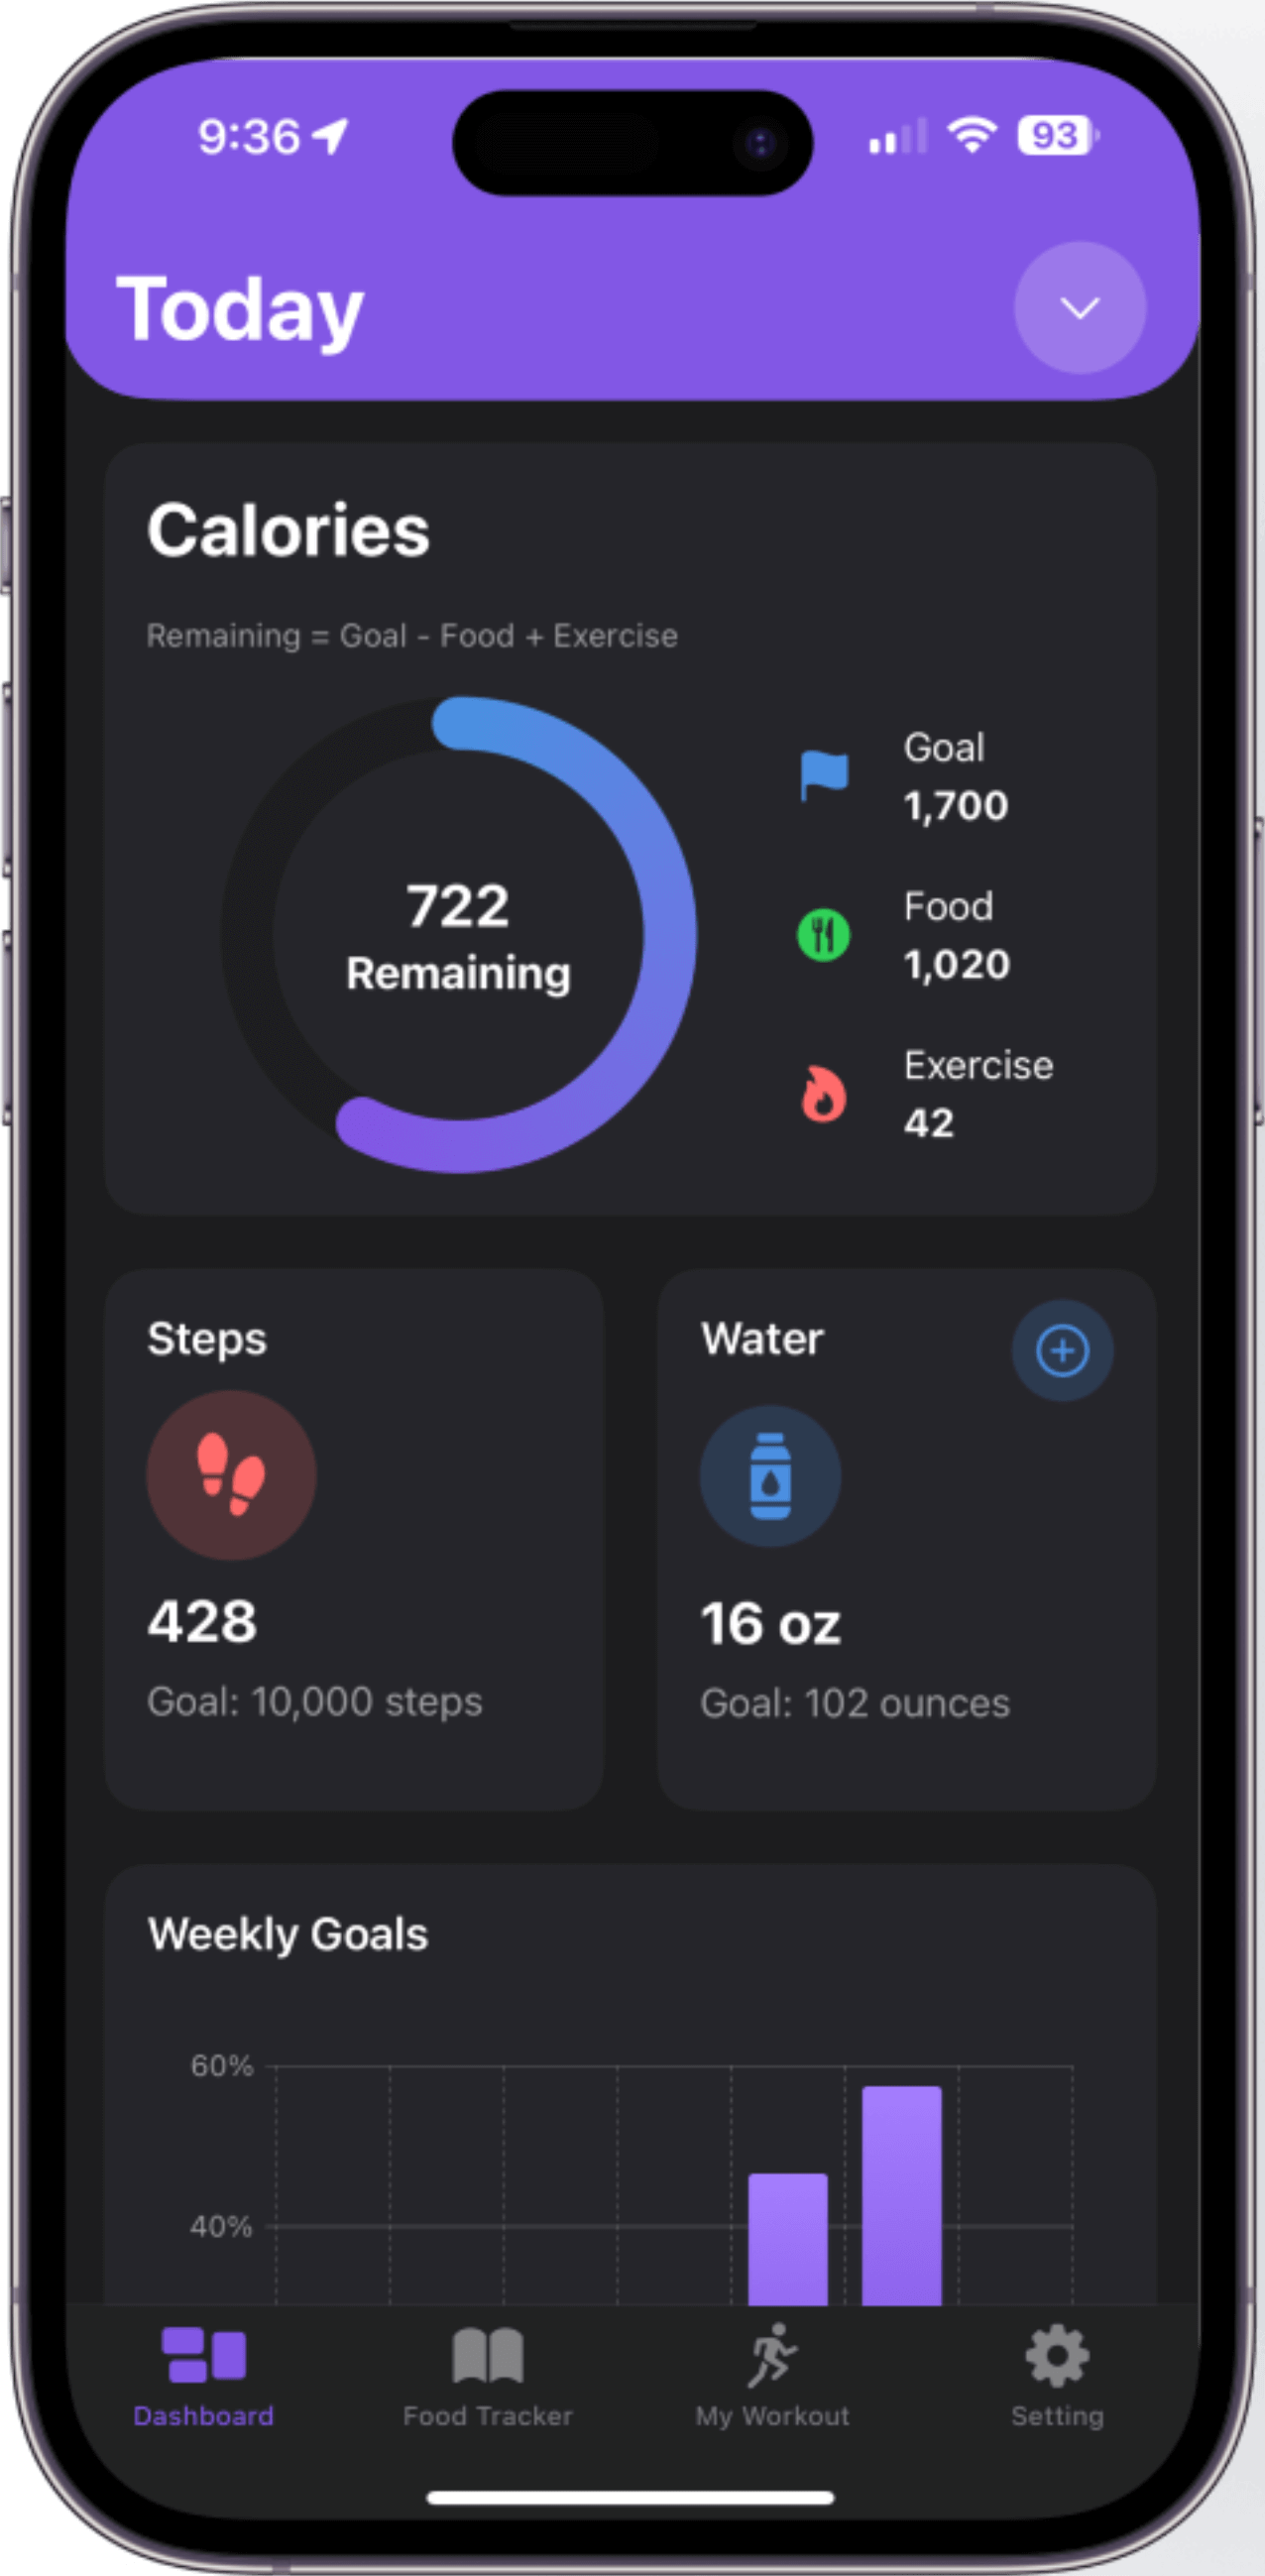 9:36
93
Today
Calories
Remaining = Goal - Food + Exercise
722
Remaining
Goal
1,700
Food
1,020
Exercise
42
Steps
428
Goal: 10,000 steps
Water
16 oz
Goal: 102 ounces
Weekly Goals
60%
40%
Dashboard
Food Tracker
My Workout
Setting